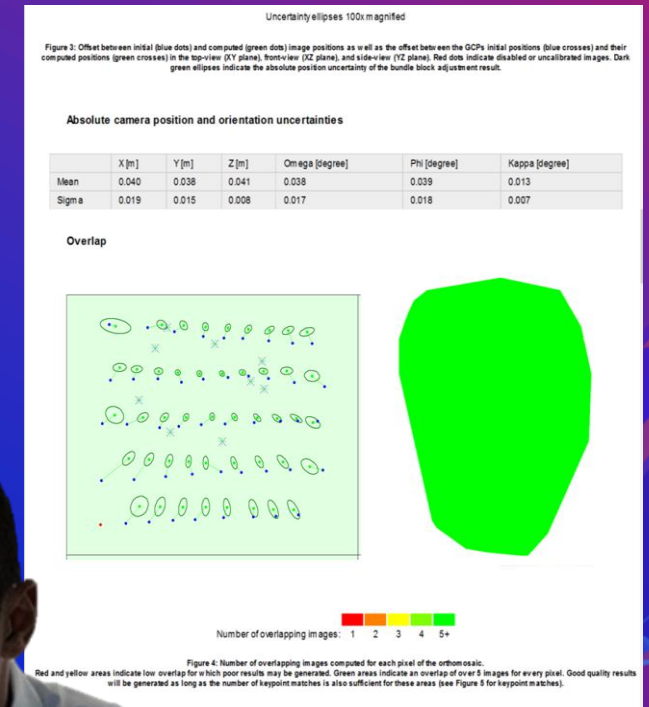 Uncertainty ellipses 100x magnified
Figure 3: Offset between initial (blue dots) and computed (green dots) image positions as well as the offset between the GCPs initial positions (blue crosses) and their
computed positions (green crosses) in the top-view (XY plane), front-view (XZ plane), and side-view (YZ plane). Red dots indicate disabled or uncalibrated images. Dark
green ellipses indicate the absolute position uncertainty of the bundle block adjustment result.
Absolute camera position and orientation uncertainties
X [m] Y [m] Z [m] Omega [degree] Phi [degree] Kappa [degree]
Mean 0.040 0.038 0.041 0.038 0.039 0.013
Sigma 0.019 0.015 0.008 0.017 0.018 0.007
Overlap
Number of overlapping images: 1 2 3 4 5+
Figure 4: Number of overlapping images computed for each pixel of the orthomosaic.
Red and yellow areas indicate low overlap for which poor results may be generated. Green areas indicate an overlap of over 5 images for every pixel. Good quality results
will be generated as long as the number of keypoint matches is also sufficient for these areas (see Figure 5 for keypoint matches).